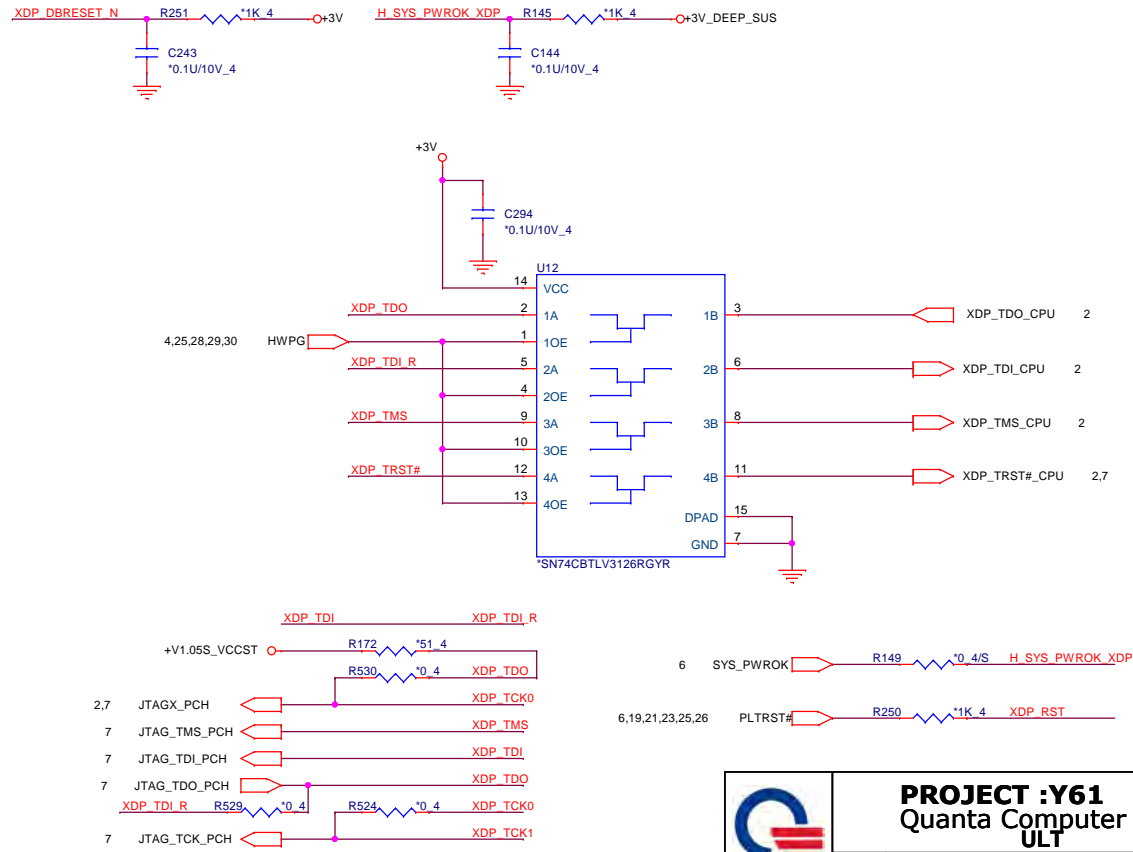 XDP_DBRESET_N R251 *1K_4 +3V H_SYS_PWROK_XDP R145 *1K_4 +3V_DEEP_SUS
C243 C144
*0.1U/10V_4 *0.1U/10V_4
+3V
C294
*0.1U/10V_4
U12
14 VCC
XDP_TDO 2 1A 1B 3 XDP_TDO_CPU 2
4,25,28,29,30 HWPG 1 1OE
XDP_TDI_R 5 2A 2B 6 XDP_TDI_CPU 2
4 2OE
XDP_TMS 9 3A 3B 8 XDP_TMS_CPU 2
10 3OE
XDP_TRST# 12 4A 4B 11 XDP_TRST#_CPU 2,7
13 4OE
DPAD 15
GND 7
*SN74CBTLV3126RGYR
XDP_TDI XDP_TDI_R
+V1.05S_VCCST R172 *51_4
R530 *0_4 XDP_TDO
2,7 JTAGX_PCH XDP_TCK0
7 JTAG_TMS_PCH XDP_TMS
7 JTAG_TDI_PCH XDP_TDI
7 JTAG_TDO_PCH XDP_TDO
XDP_TDI_R R529 *0_4 R524 *0_4 XDP_TCK0
7 JTAG_TCK_PCH XDP_TCK1
6 SYS_PWROK R149 *0_4/S H_SYS_PWROK_XDP
6,19,21,23,25,26 PLTRST# R250 *1K_4 XDP_RST
PROJECT :Y61
Quanta Computer
ULT